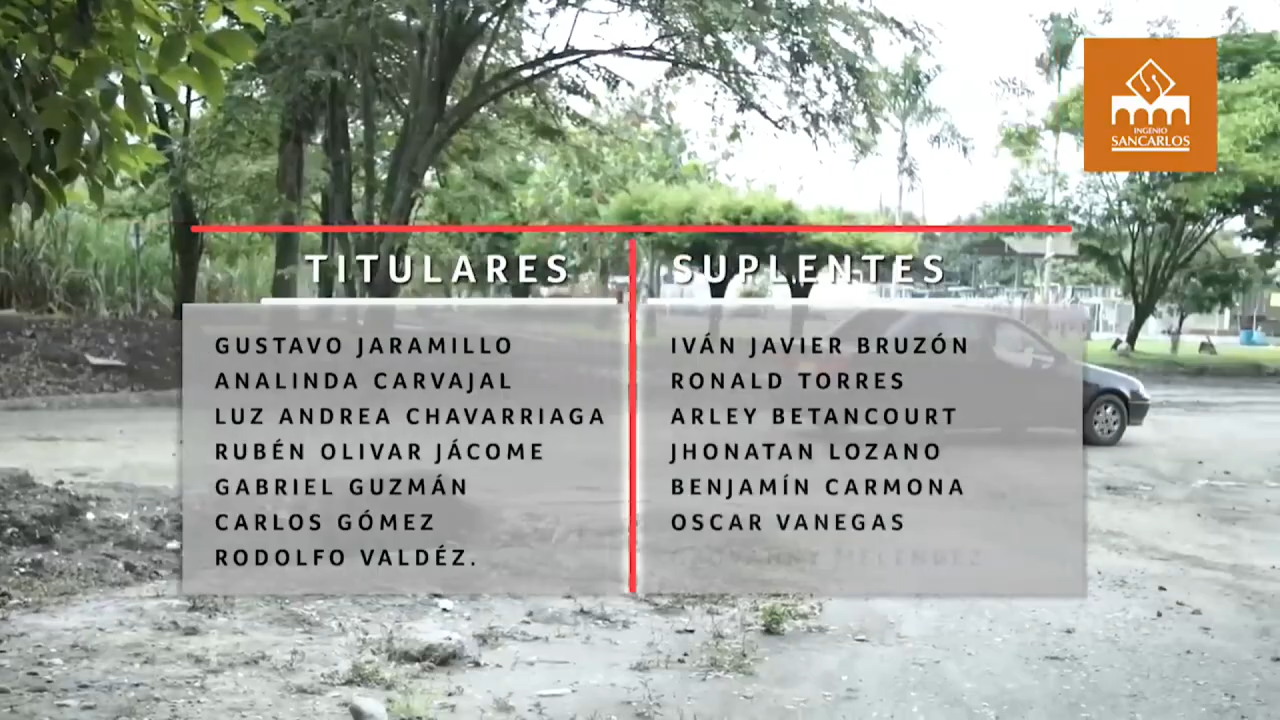 INGENIO
SANCARLOS
TITULARES
GUSTAVO JARAMILLO
ANALINDA CARVAJAL
LUZ ANDREA CHAVARRIAGA
RUBÉN OLIVAR JÁCOME
GABRIEL GUZMÁN
CARLOS GÓMEZ
RODOLFO VALDÉZ.
SUPLENTES
IVÁN JAVIER BRUZÓN
RONALD TORRES
ARLEY BETANCOURT
JHONATAN LOZANO
BENJAMÍN CARMONA
OSCAR VANEGAS